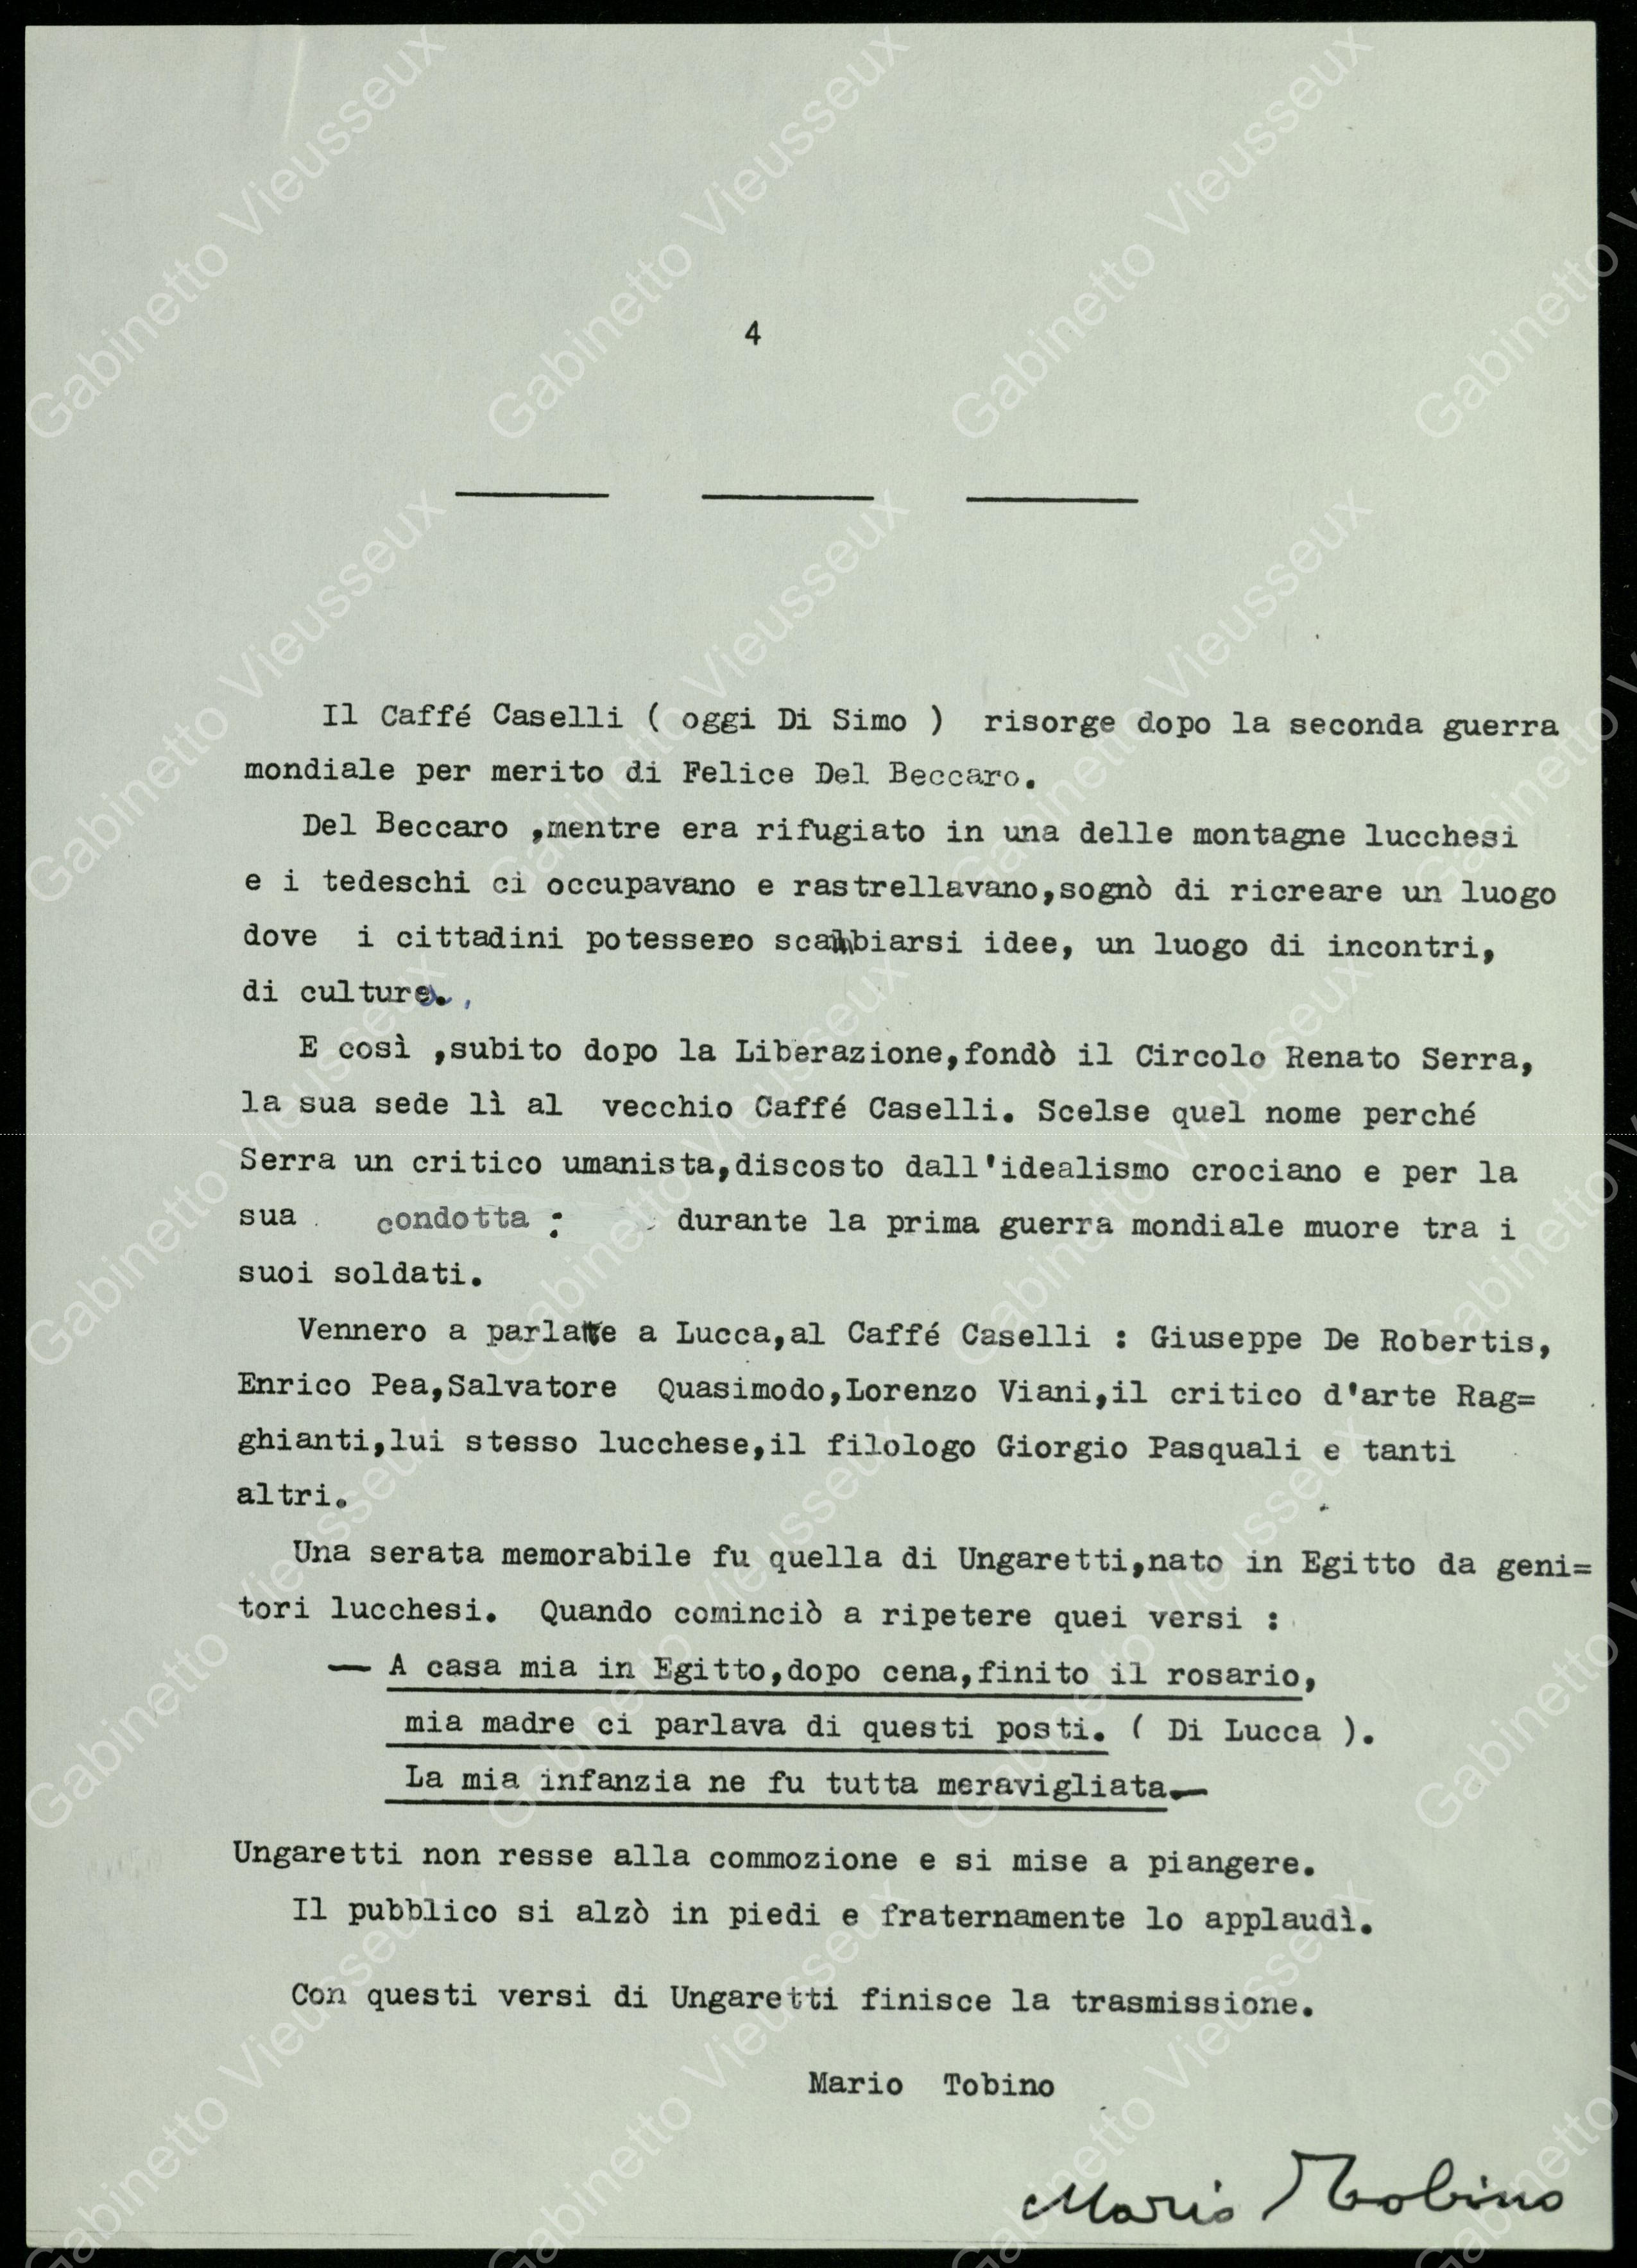 4
Il Caffé Caselli ( oggi Di Simo ) risorge dopo la seconda guerra
mondiale per merito di Felice Del Beccaro.
Del Beccaro ,mentre era rifugiato in una delle montagne lucchesi
e i tedeschi ci occupavano e rastrellavano,sognò di ricreare un luogo
dove i cittadini potessero scambiarsi idee, un luogo di incontri,
di cultura.
E così ,subito dopo la Liberazione,fondò il Circolo Renato Serra,
la sua sede lì al vecchio Caffé Caselli. Scelse quel nome perché
Serra un critico umanista,discosto dall'idealismo crociano e per la
sua condotta : durante la prima guerra mondiale muore tra i
suoi soldati.
Vennero a parlare a Lucca,al Caffé Caselli : Giuseppe De Robertis,
Enrico Pea,Salvatore Quasimodo,Lorenzo Viani,il critico d'arte Rag=
ghianti,lui stesso lucchese,il filologo Giorgio Pasquali e tanti
altri.
Una serata memorabile fu quella di Ungaretti,nato in Egitto da geni=
tori lucchesi. Quando cominciò a ripetere quei versi :
— A casa mia in Egitto,dopo cena,finito il rosario,
mia madre ci parlava di questi posti. ( Di Lucca ).
La mia infanzia ne fu tutta meravigliata.—
Ungaretti non resse alla commozione e si mise a piangere.
Il pubblico si alzò in piedi e fraternamente lo applaudì.
Con questi versi di Ungaretti finisce la trasmissione.
Mario Tobino
Mario Tobino
Gabinetto Vieusseux